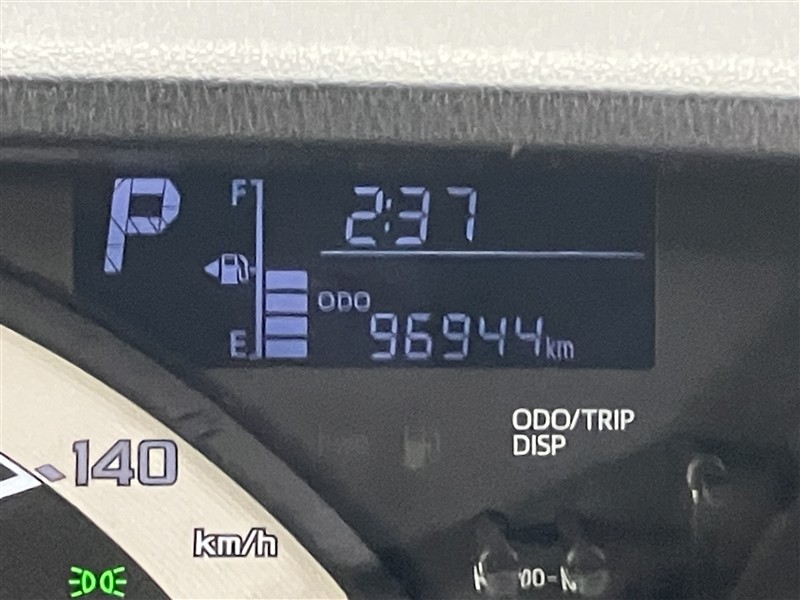 P
F
2:37
ODO
E
96944km
ODO/TRIP
DISP
140
km/h